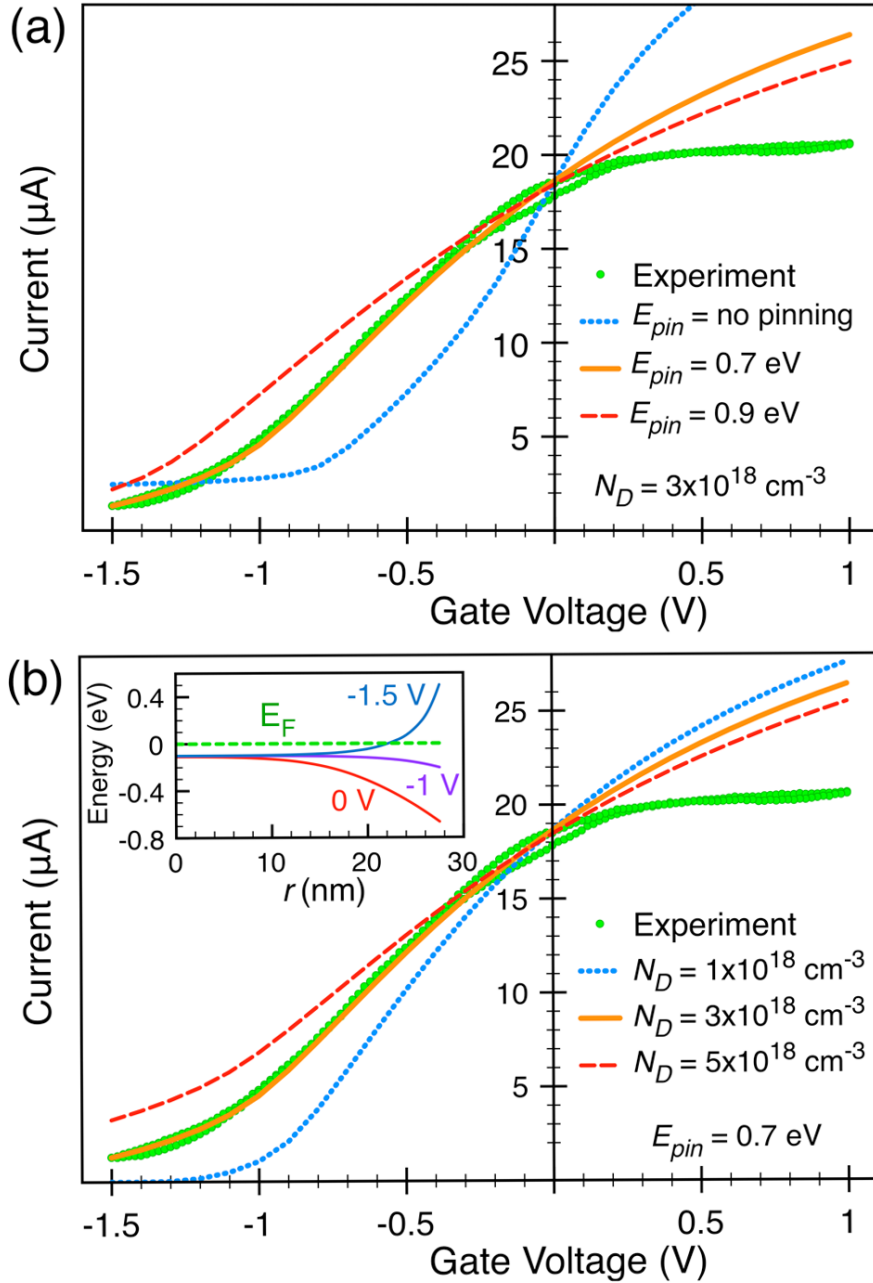 (a)
Current (µA)
25
20
15
10
5
Experiment
E_pin = no pinning
E_pin = 0.7 eV
E_pin = 0.9 eV
N_D = 3x10^18 cm^-3
-1.5
-1
-0.5
0
0.5
1
Gate Voltage (V)
(b)
Current (µA)
Energy (eV)
0.4
0
-0.4
-0.8
-1.5 V
E_F
-1 V
0 V
0
10
20
30
r (nm)
25
20
15
10
5
Experiment
N_D = 1x10^18 cm^-3
N_D = 3x10^18 cm^-3
N_D = 5x10^18 cm^-3
E_pin = 0.7 eV
-1.5
-1
-0.5
0
0.5
1
Gate Voltage (V)